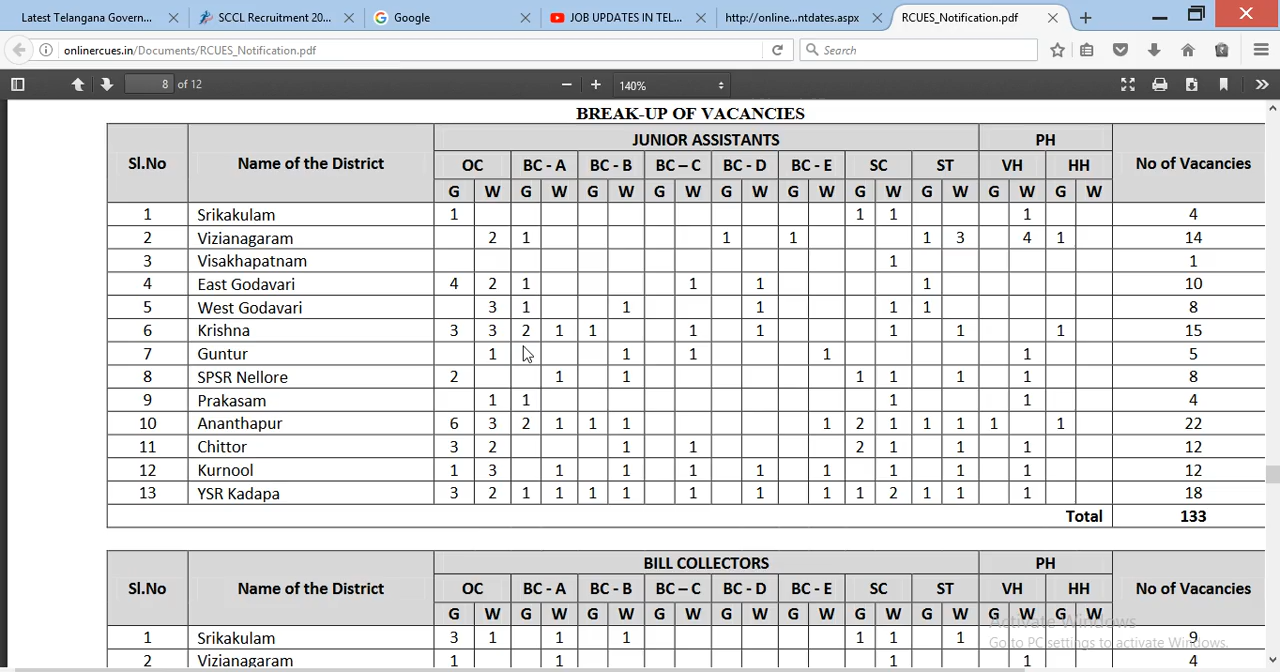 Latest Telangana Govern... SCCL Recruitment 20... Google JOB UPDATES IN TEL... http://online...ntdates.aspx RCUES_Notification.pdf
onlinercues.in/Documents/RCUES_Notification.pdf Search
8 of 12 140%
BREAK-UP OF VACANCIES
Sl.No Name of the District JUNIOR ASSISTANTS PH No of Vacancies
OC BC - A BC - B BC – C BC - D BC - E SC ST VH HH
G W G W G W G W G W G W G W G W G W G W
1 Srikakulam 1 1 1 1 4
2 Vizianagaram 2 1 1 1 1 3 4 1 14
3 Visakhapatnam 1 1
4 East Godavari 4 2 1 1 1 1 10
5 West Godavari 3 1 1 1 1 1 8
6 Krishna 3 3 2 1 1 1 1 1 1 1 15
7 Guntur 1 1 1 1 1 5
8 SPSR Nellore 2 1 1 1 1 1 1 8
9 Prakasam 1 1 1 1 4
10 Ananthapur 6 3 2 1 1 1 1 2 1 1 1 1 1 22
11 Chittor 3 2 1 1 2 1 1 1 12
12 Kurnool 1 3 1 1 1 1 1 1 1 1 12
13 YSR Kadapa 3 2 1 1 1 1 1 1 1 1 2 1 1 1 18
Total 133
Sl.No Name of the District BILL COLLECTORS PH No of Vacancies
OC BC - A BC - B BC – C BC - D BC - E SC ST VH HH
G W G W G W G W G W G W G W G W G W G W
Activate Windows
1 Srikakulam 3 1 1 1 1 1 1 9
Go to PC settings to activate Windows.
2 Vizianagaram 1 1 1 1 4